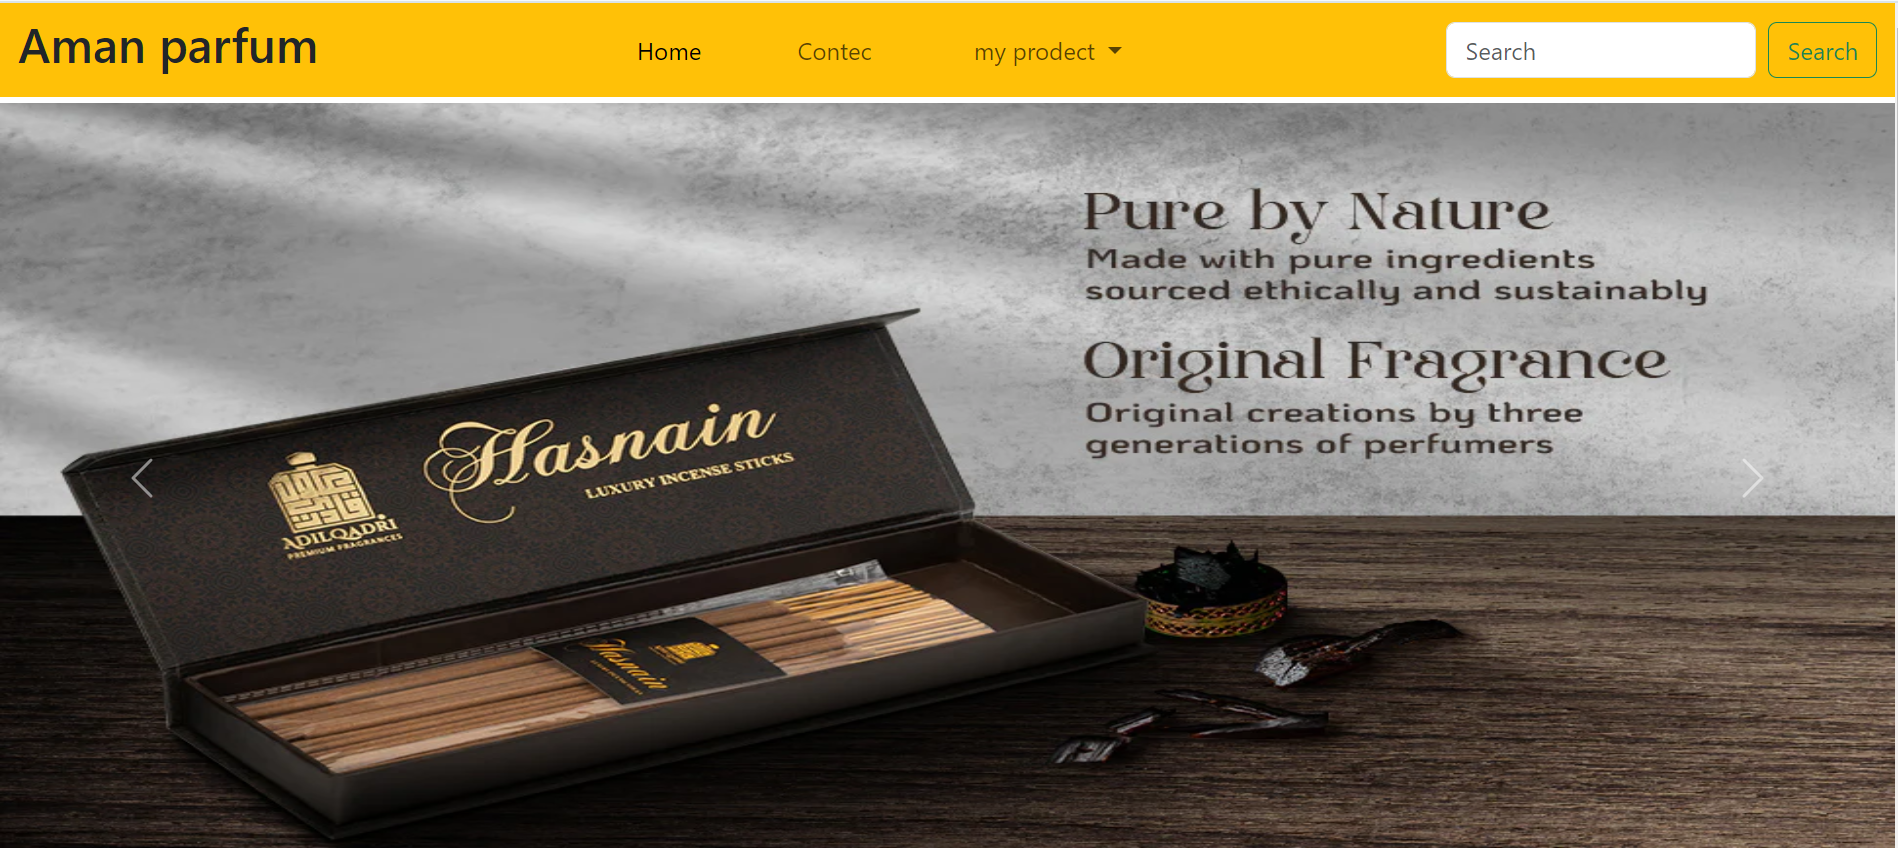 Aman parfum
Home
Contec
my prodect
Search
Search
Pure by Nature
Made with pure ingredients
sourced ethically and sustainably
Original Fragrance
Original creations by three
generations of perfumers
Hasnain
LUXURY INCENSE STICKS
ADILQADRI
PREMIUM FRAGRANCES
Hasnain